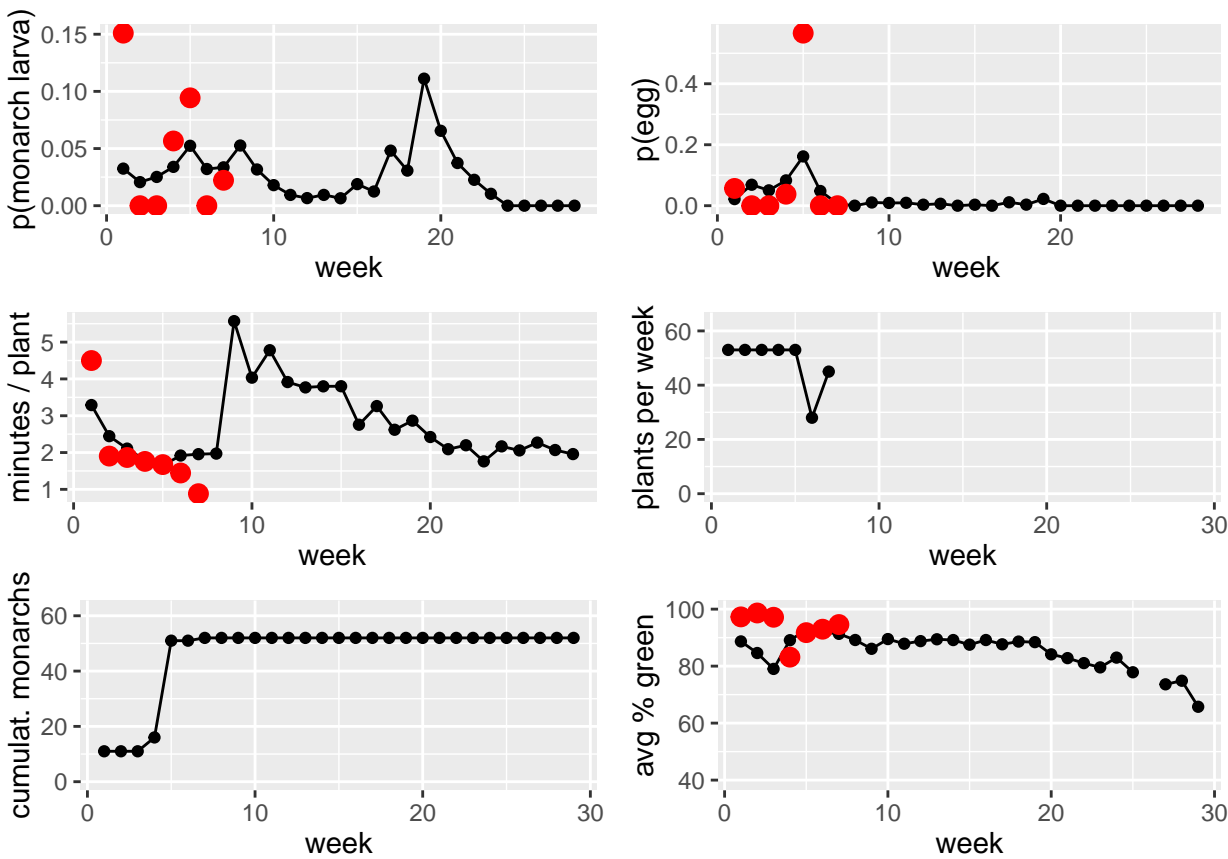 p(monarch larva)
0.15
0.10
0.05
0.00
0 10 20
week
p(egg)
0.4
0.2
0.0
0 10 20
week
minutes / plant
5
4
3
2
1
0 10 20
week
plants per week
60
40
20
0
0 10 20 30
week
cumulat. monarchs
60
40
20
0
0 10 20 30
week
avg % green
100
80
60
40
0 10 20 30
week